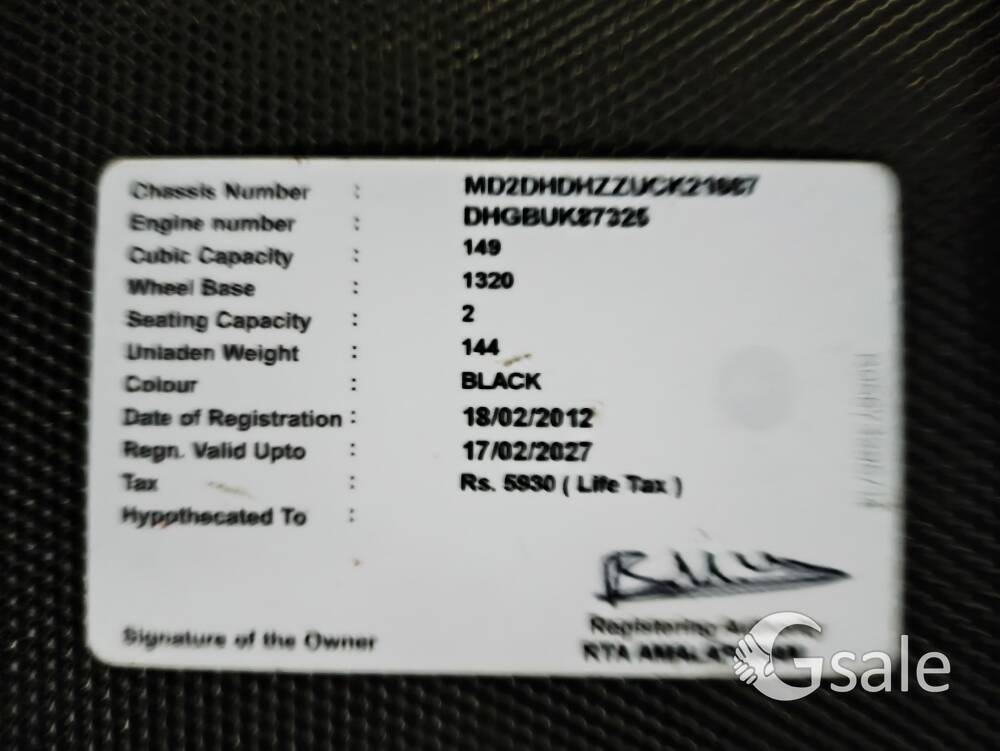 Chassis Number :
Engine number : DHGBUK87325
Cubic Capacity : 149
Wheel Base : 1320
Seating Capacity : 2
Unladen Weight : 144
Colour : BLACK
Date of Registration : 18/02/2012
Regn. Valid Upto : 17/02/2027
Tax : Rs. 5930 ( Life Tax )
Hypothecated To :
Signature of the Owner
Registering
RTA
Gsale